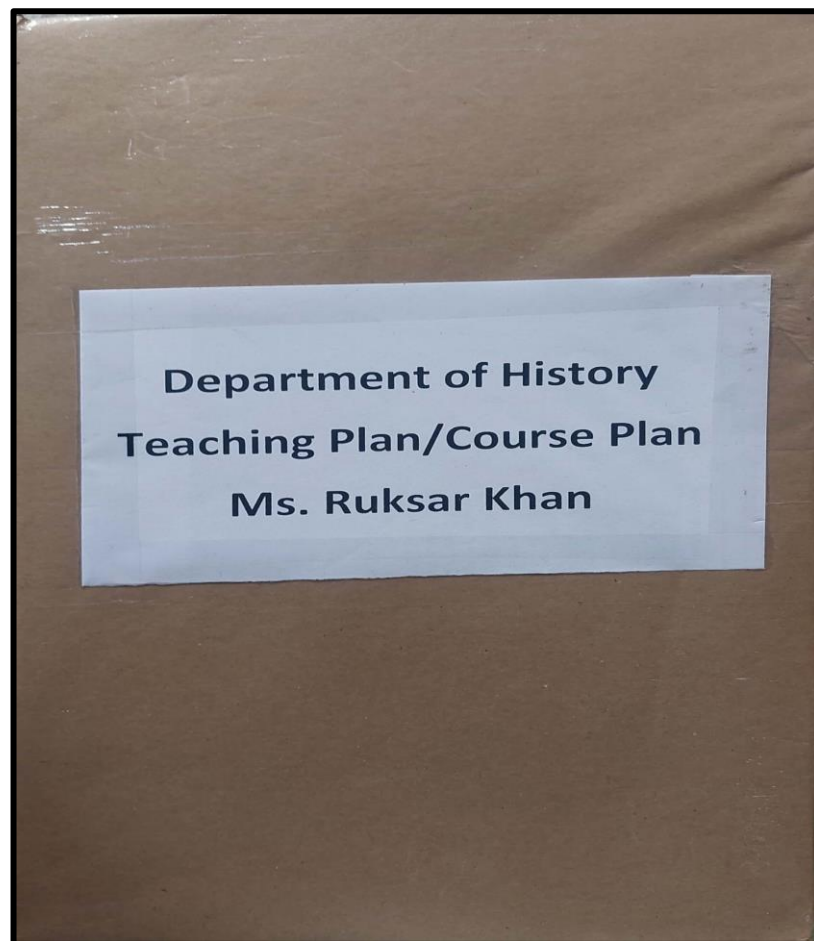 Department of History
Teaching Plan/Course Plan
Ms. Ruksar Khan